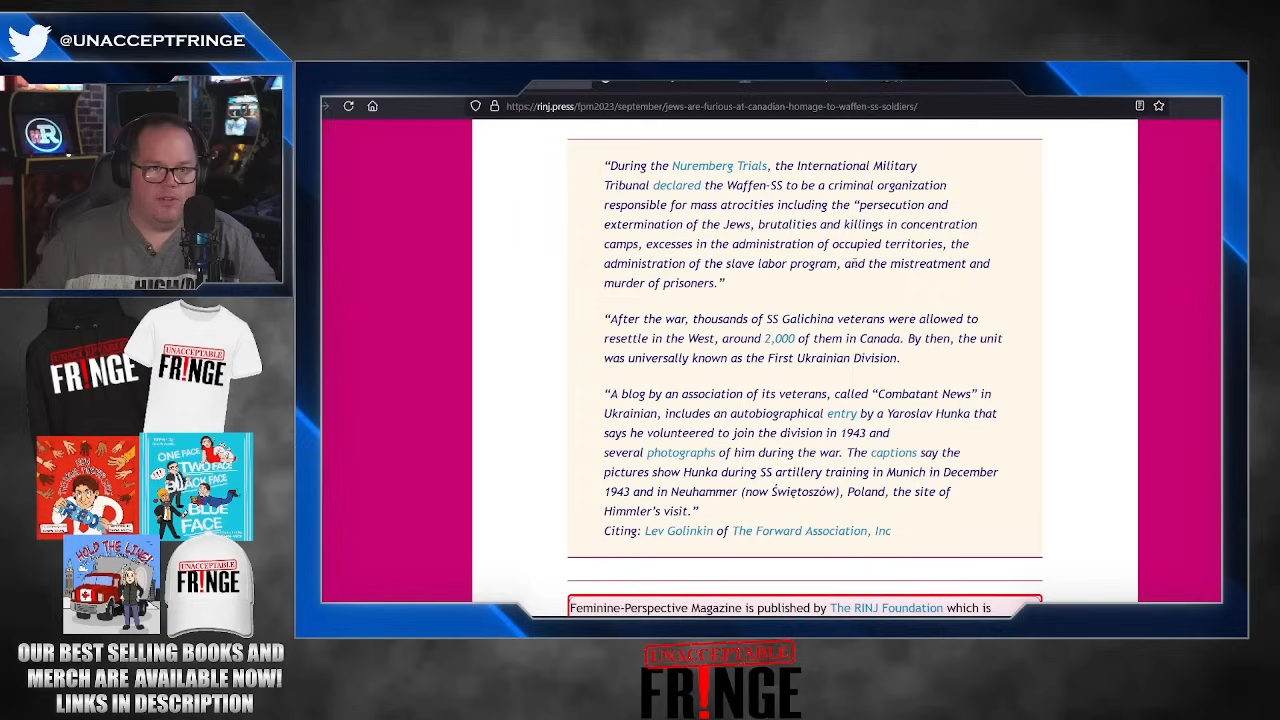 @UNACCEPTFRINGE
https://rinj.press/fpm2023/september/jews-are-furious-at-canadian-homage-to-waffen-ss-soldiers/
“During the Nuremberg Trials, the International Military
Tribunal declared the Waffen-SS to be a criminal organization
responsible for mass atrocities including the “persecution and
extermination of the Jews, brutalities and killings in concentration
camps, excesses in the administration of occupied territories, the
administration of the slave labor program, and the mistreatment and
murder of prisoners.”
“After the war, thousands of SS Galichina veterans were allowed to
resettle in the West, around 2,000 of them in Canada. By then, the unit
was universally known as the First Ukrainian Division.
“A blog by an association of its veterans, called “Combatant News” in
Ukrainian, includes an autobiographical entry by a Yaroslav Hunka that
says he volunteered to join the division in 1943 and
several photographs of him during the war. The captions say the
pictures show Hunka during SS artillery training in Munich in December
1943 and in Neuhammer (now Świętoszów), Poland, the site of
Himmler’s visit.”
Citing: Lev Golinkin of The Forward Association, Inc
Feminine-Perspective Magazine is published by The RINJ Foundation which is
UNACCEPTABLE
FR!NGE
UNACCEPTABLE
FR!NGE
ONE FACE
TWO FACE
BLACK FACE
BLUE
FACE
HOLD THE LINE!
UNACCEPTABLE
FR!NGE
OUR BEST SELLING BOOKS AND
MERCH ARE AVAILABLE NOW!
LINKS IN DESCRIPTION
UNACCEPTABLE
FR!NGE